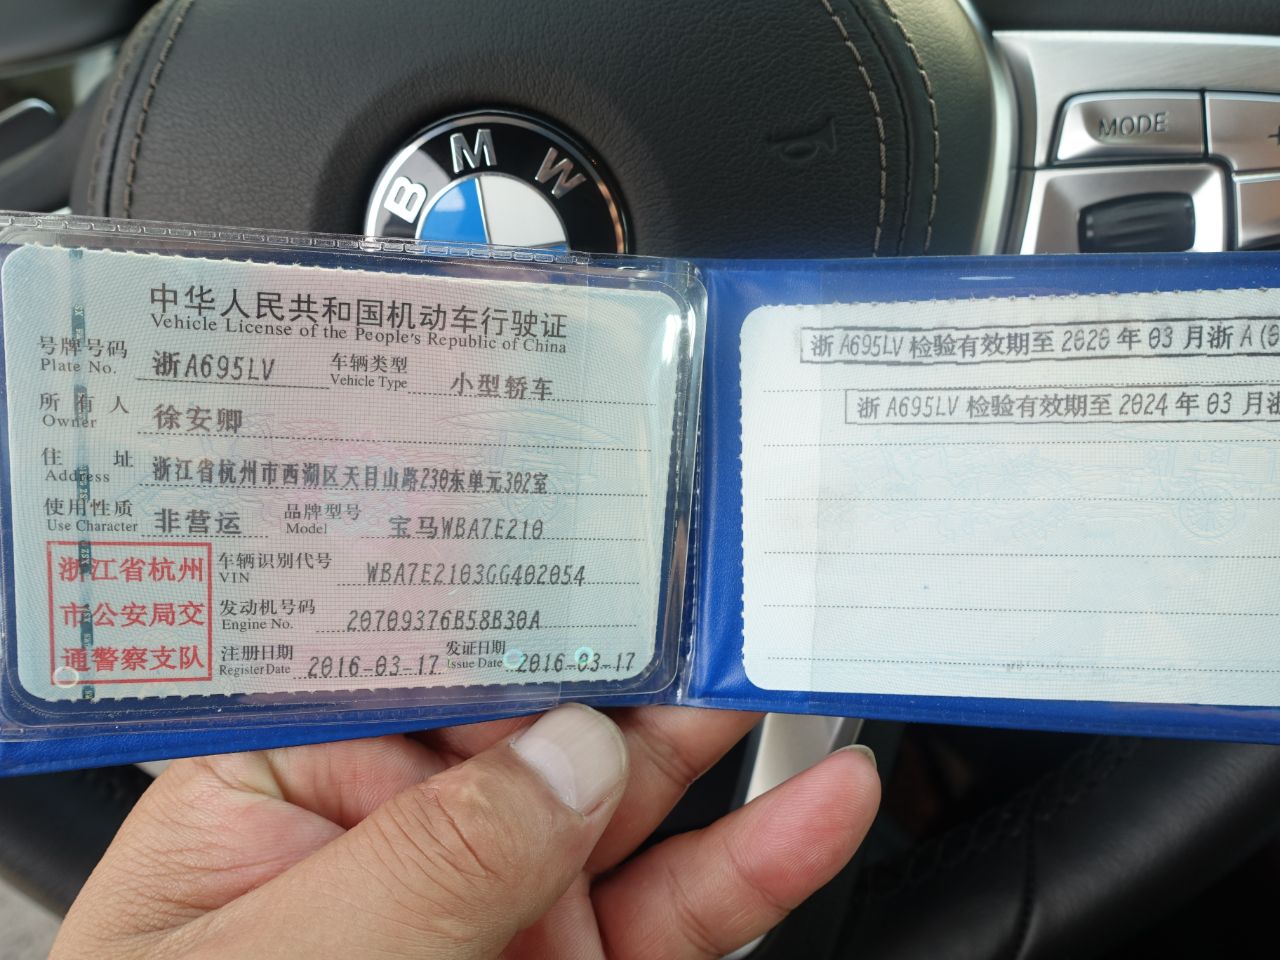 BMW
MODE
中华人民共和国机动车行驶证
Vehicle License of the People's Republic of China
号牌号码 浙A695LV 车辆类型 小型轿车
Plate No. Vehicle Type
所有人 徐安卿
Owner
住址 浙江省杭州市西湖区天目山路230东单元302室
Address
使用性质 非营运 品牌型号 宝马WBA7E210
Use Character Model
浙江省杭州
市公安局交
通警察支队
车辆识别代号 WBA7E2103GG402054
VIN
发动机号码 20709376B58B30A
Engine No.
注册日期 2016-03-17 发证日期 2016-03-17
Register Date Issue Date
浙A695LV检验有效期至2020年03月浙A(0
浙A695LV检验有效期至2024年03月浙